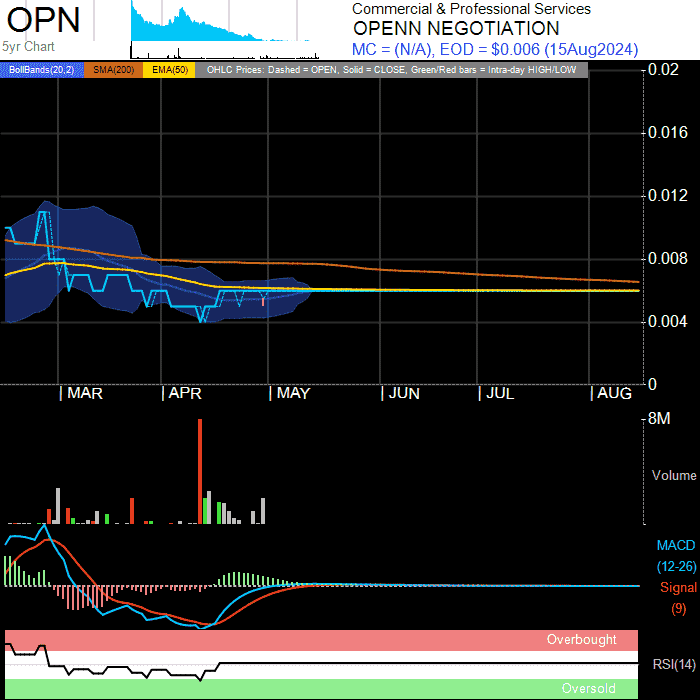 OPN
5yr Chart
Commercial & Professional Services
OPENN NEGOTIATION
MC = (N/A), EOD = $0.006 (15Aug2024)
BollBands(20,2) SMA(200) EMA(50) OHLC Prices: Dashed = OPEN, Solid = CLOSE, Green/Red bars = Intra-day HIGH/LOW
0.02
0.016
0.012
0.008
0.004
0
MAR APR MAY JUN JUL AUG
8M
Volume
MACD
(12-26)
Signal
(9)
Overbought
RSI(14)
Oversold